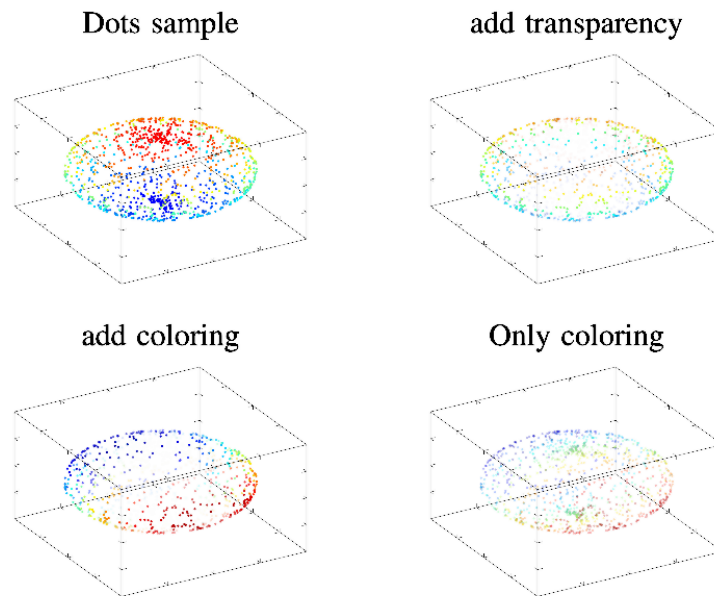 Dots sample
add transparency
add coloring
Only coloring